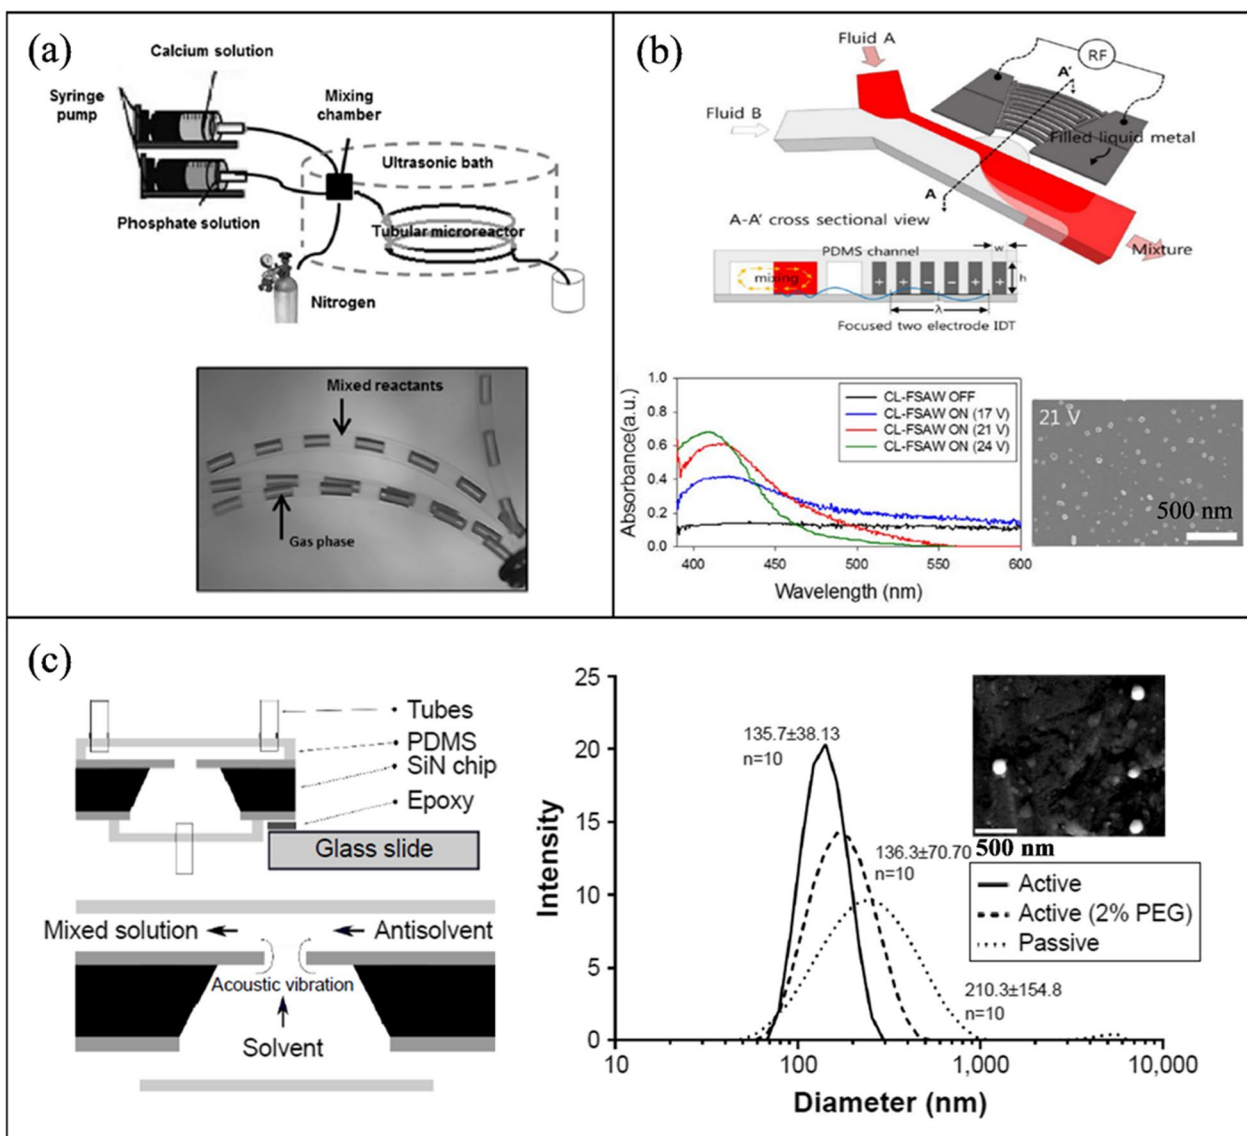 (a)
Calcium solution
Syringe
pump
Mixing
chamber
Ultrasonic bath
Phosphate solution
Tubular microreactor
Nitrogen
Mixed reactants
Gas phase
(b)
Fluid A
Fluid B
RF
A'
Filled liquid metal
A
A-A' cross sectional view
Mixture
PDMS channel
w
mixing
+ + − − + +
h
λ
Focused two electrode IDT
Absorbance(a.u.)
1.0
0.8
0.6
0.4
0.2
0.0
CL-FSAW OFF
CL-FSAW ON (17 V)
CL-FSAW ON (21 V)
CL-FSAW ON (24 V)
400 450 500 550 600
Wavelength (nm)
21 V
500 nm
(c)
Tubes
PDMS
SiN chip
Epoxy
Glass slide
Mixed solution
Antisolvent
Acoustic vibration
Solvent
Intensity
25
20
15
10
5
0
135.7±38.13
n=10
136.3±70.70
n=10
210.3±154.8
n=10
500 nm
Active
Active (2% PEG)
Passive
10 100 1,000 10,000
Diameter (nm)